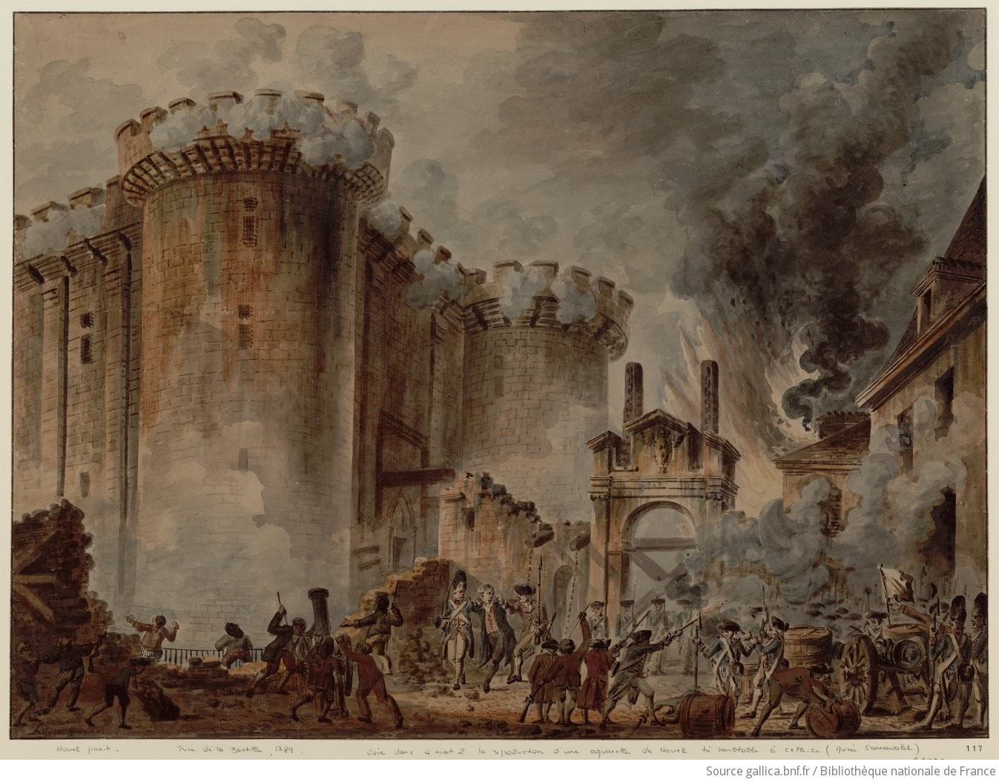 Houel pinxit.
Prise de la Bastille, 1789.
Voir dans Q mat 2 la reproduction d'une aquarelle de Houel très semblable à celle-ci (Musée Carnavalet)
117
Source gallica.bnf.fr / Bibliothèque nationale de France